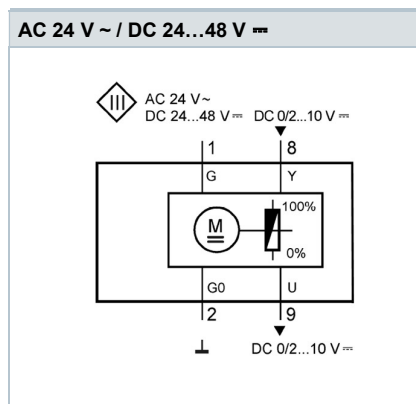 AC 24 V ~ / DC 24...48 V ⎓
III
AC 24 V~
DC 24...48 V⎓ DC 0/2...10 V ⎓
1 8
G Y
100%
M
0%
G0 U
2 9
DC 0/2...10 V⎓